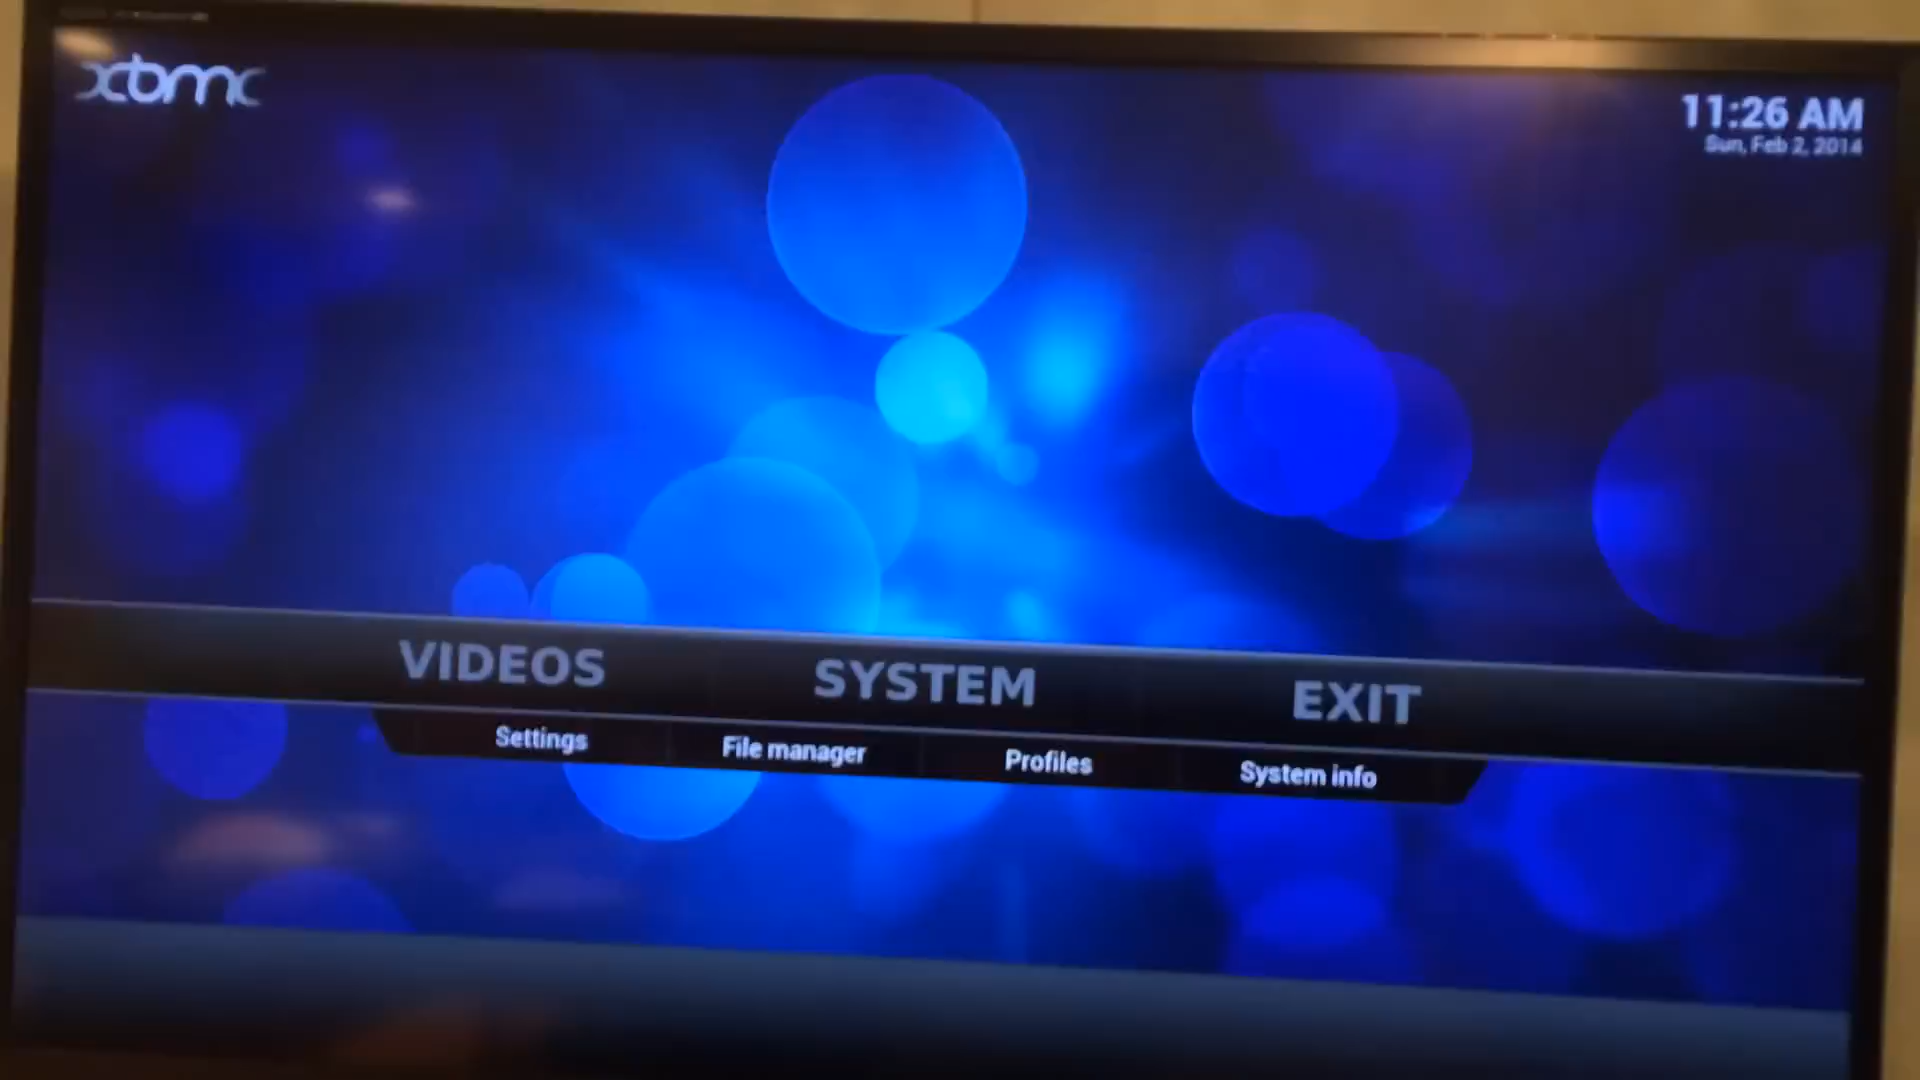 xbmc
11:26 AM
Sun, Feb 2, 2014
VIDEOS SYSTEM EXIT
Settings File manager Profiles System info